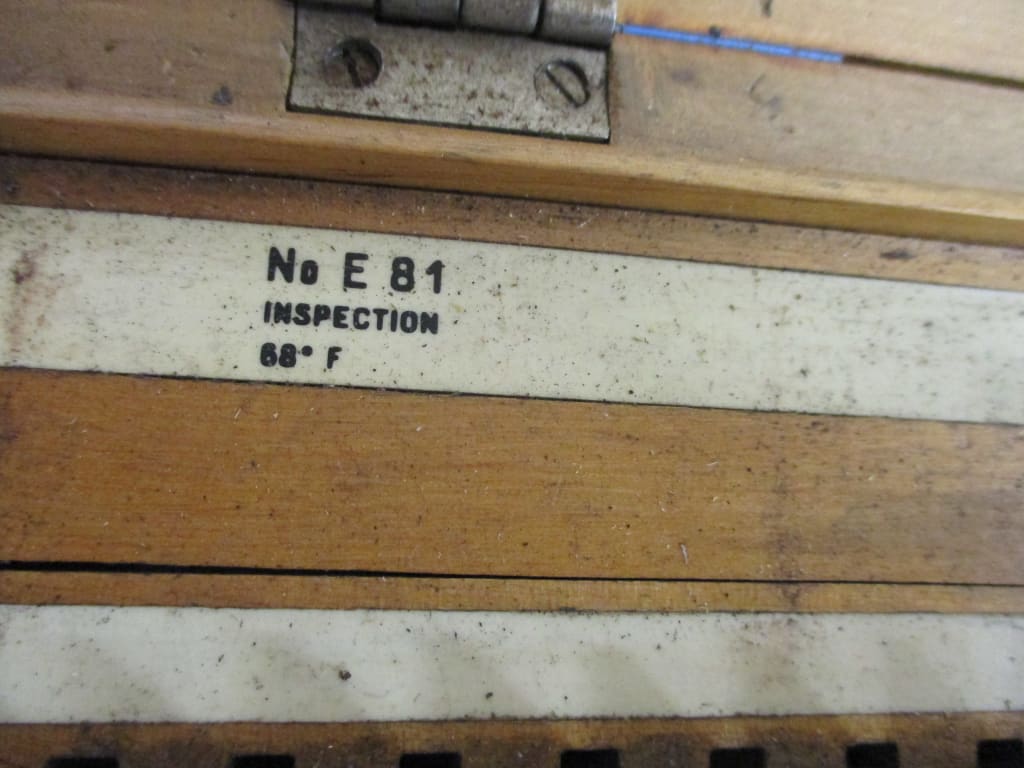 No E 81
INSPECTION
68° F